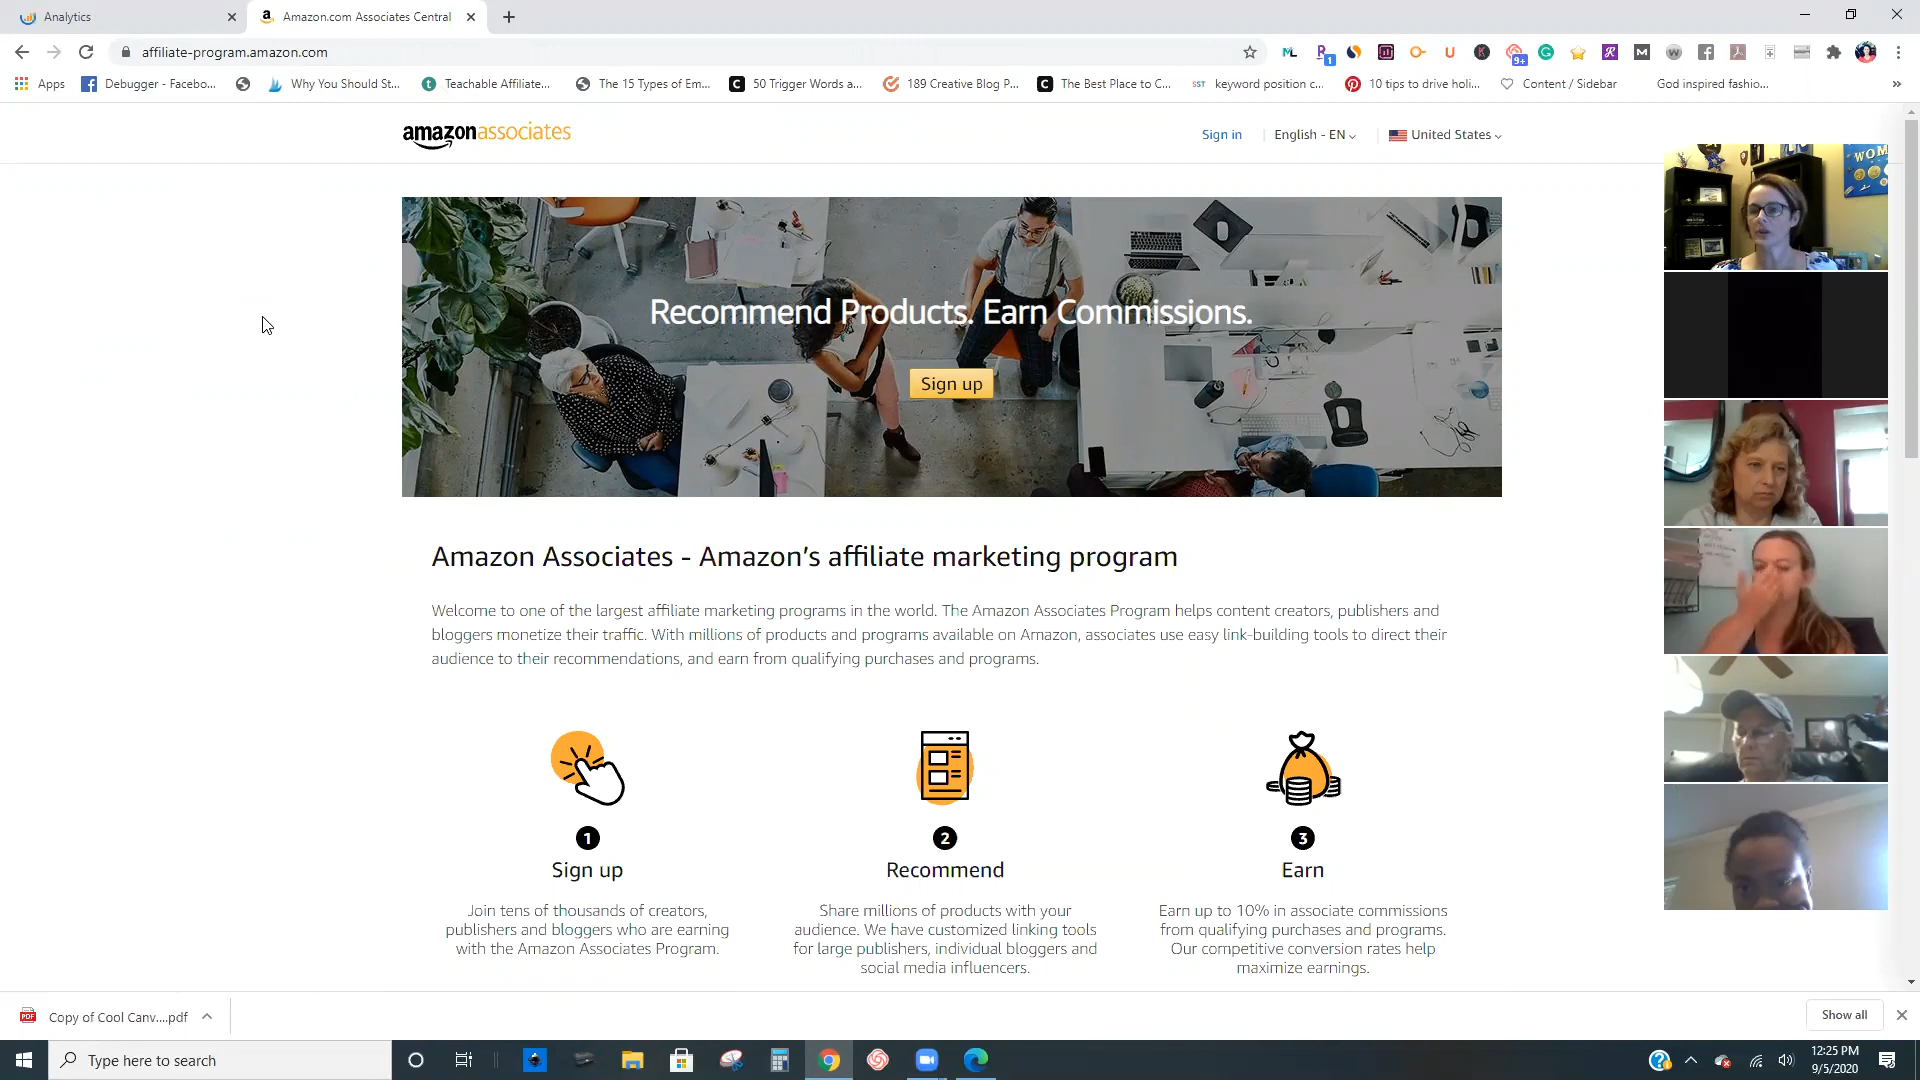 Analytics
Amazon.com Associates Central
affiliate-program.amazon.com
1
9+
Apps
Debugger - Facebo...
Why You Should St...
Teachable Affiliate...
The 15 Types of Em...
50 Trigger Words a...
189 Creative Blog P...
The Best Place to C...
SST keyword position c...
10 tips to drive holi...
Content / Sidebar
God inspired fashio...
amazonassociates
Sign in
English - EN
United States
WOM
Recommend Products. Earn Commissions.
Sign up
Amazon Associates - Amazon's affiliate marketing program
Welcome to one of the largest affiliate marketing programs in the world. The Amazon Associates Program helps content creators, publishers and
bloggers monetize their traffic. With millions of products and programs available on Amazon, associates use easy link-building tools to direct their
audience to their recommendations, and earn from qualifying purchases and programs.
1
Sign up
Join tens of thousands of creators,
publishers and bloggers who are earning
with the Amazon Associates Program.
2
Recommend
Share millions of products with your
audience. We have customized linking tools
for large publishers, individual bloggers and
social media influencers.
3
Earn
Earn up to 10% in associate commissions
from qualifying purchases and programs.
Our competitive conversion rates help
maximize earnings.
PDF
Copy of Cool Canv....pdf
Show all
Type here to search
12:25 PM
9/5/2020